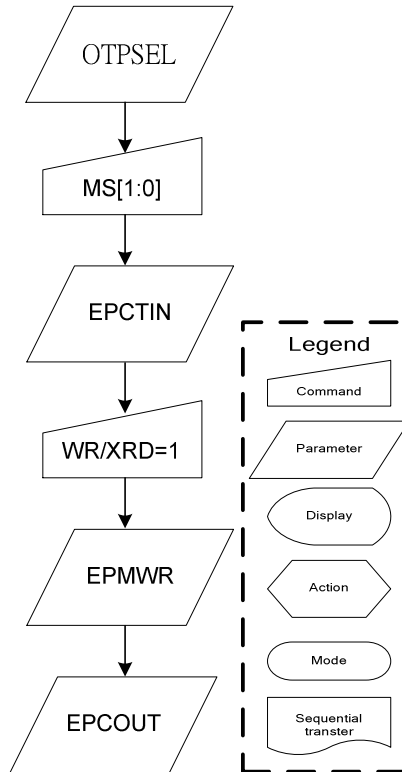 OTPSEL
MS[1:0]
EPCTIN
WR/XRD=1
EPMWR
EPCOUT
Legend
Command
Parameter
Display
Action
Mode
Sequential
transter